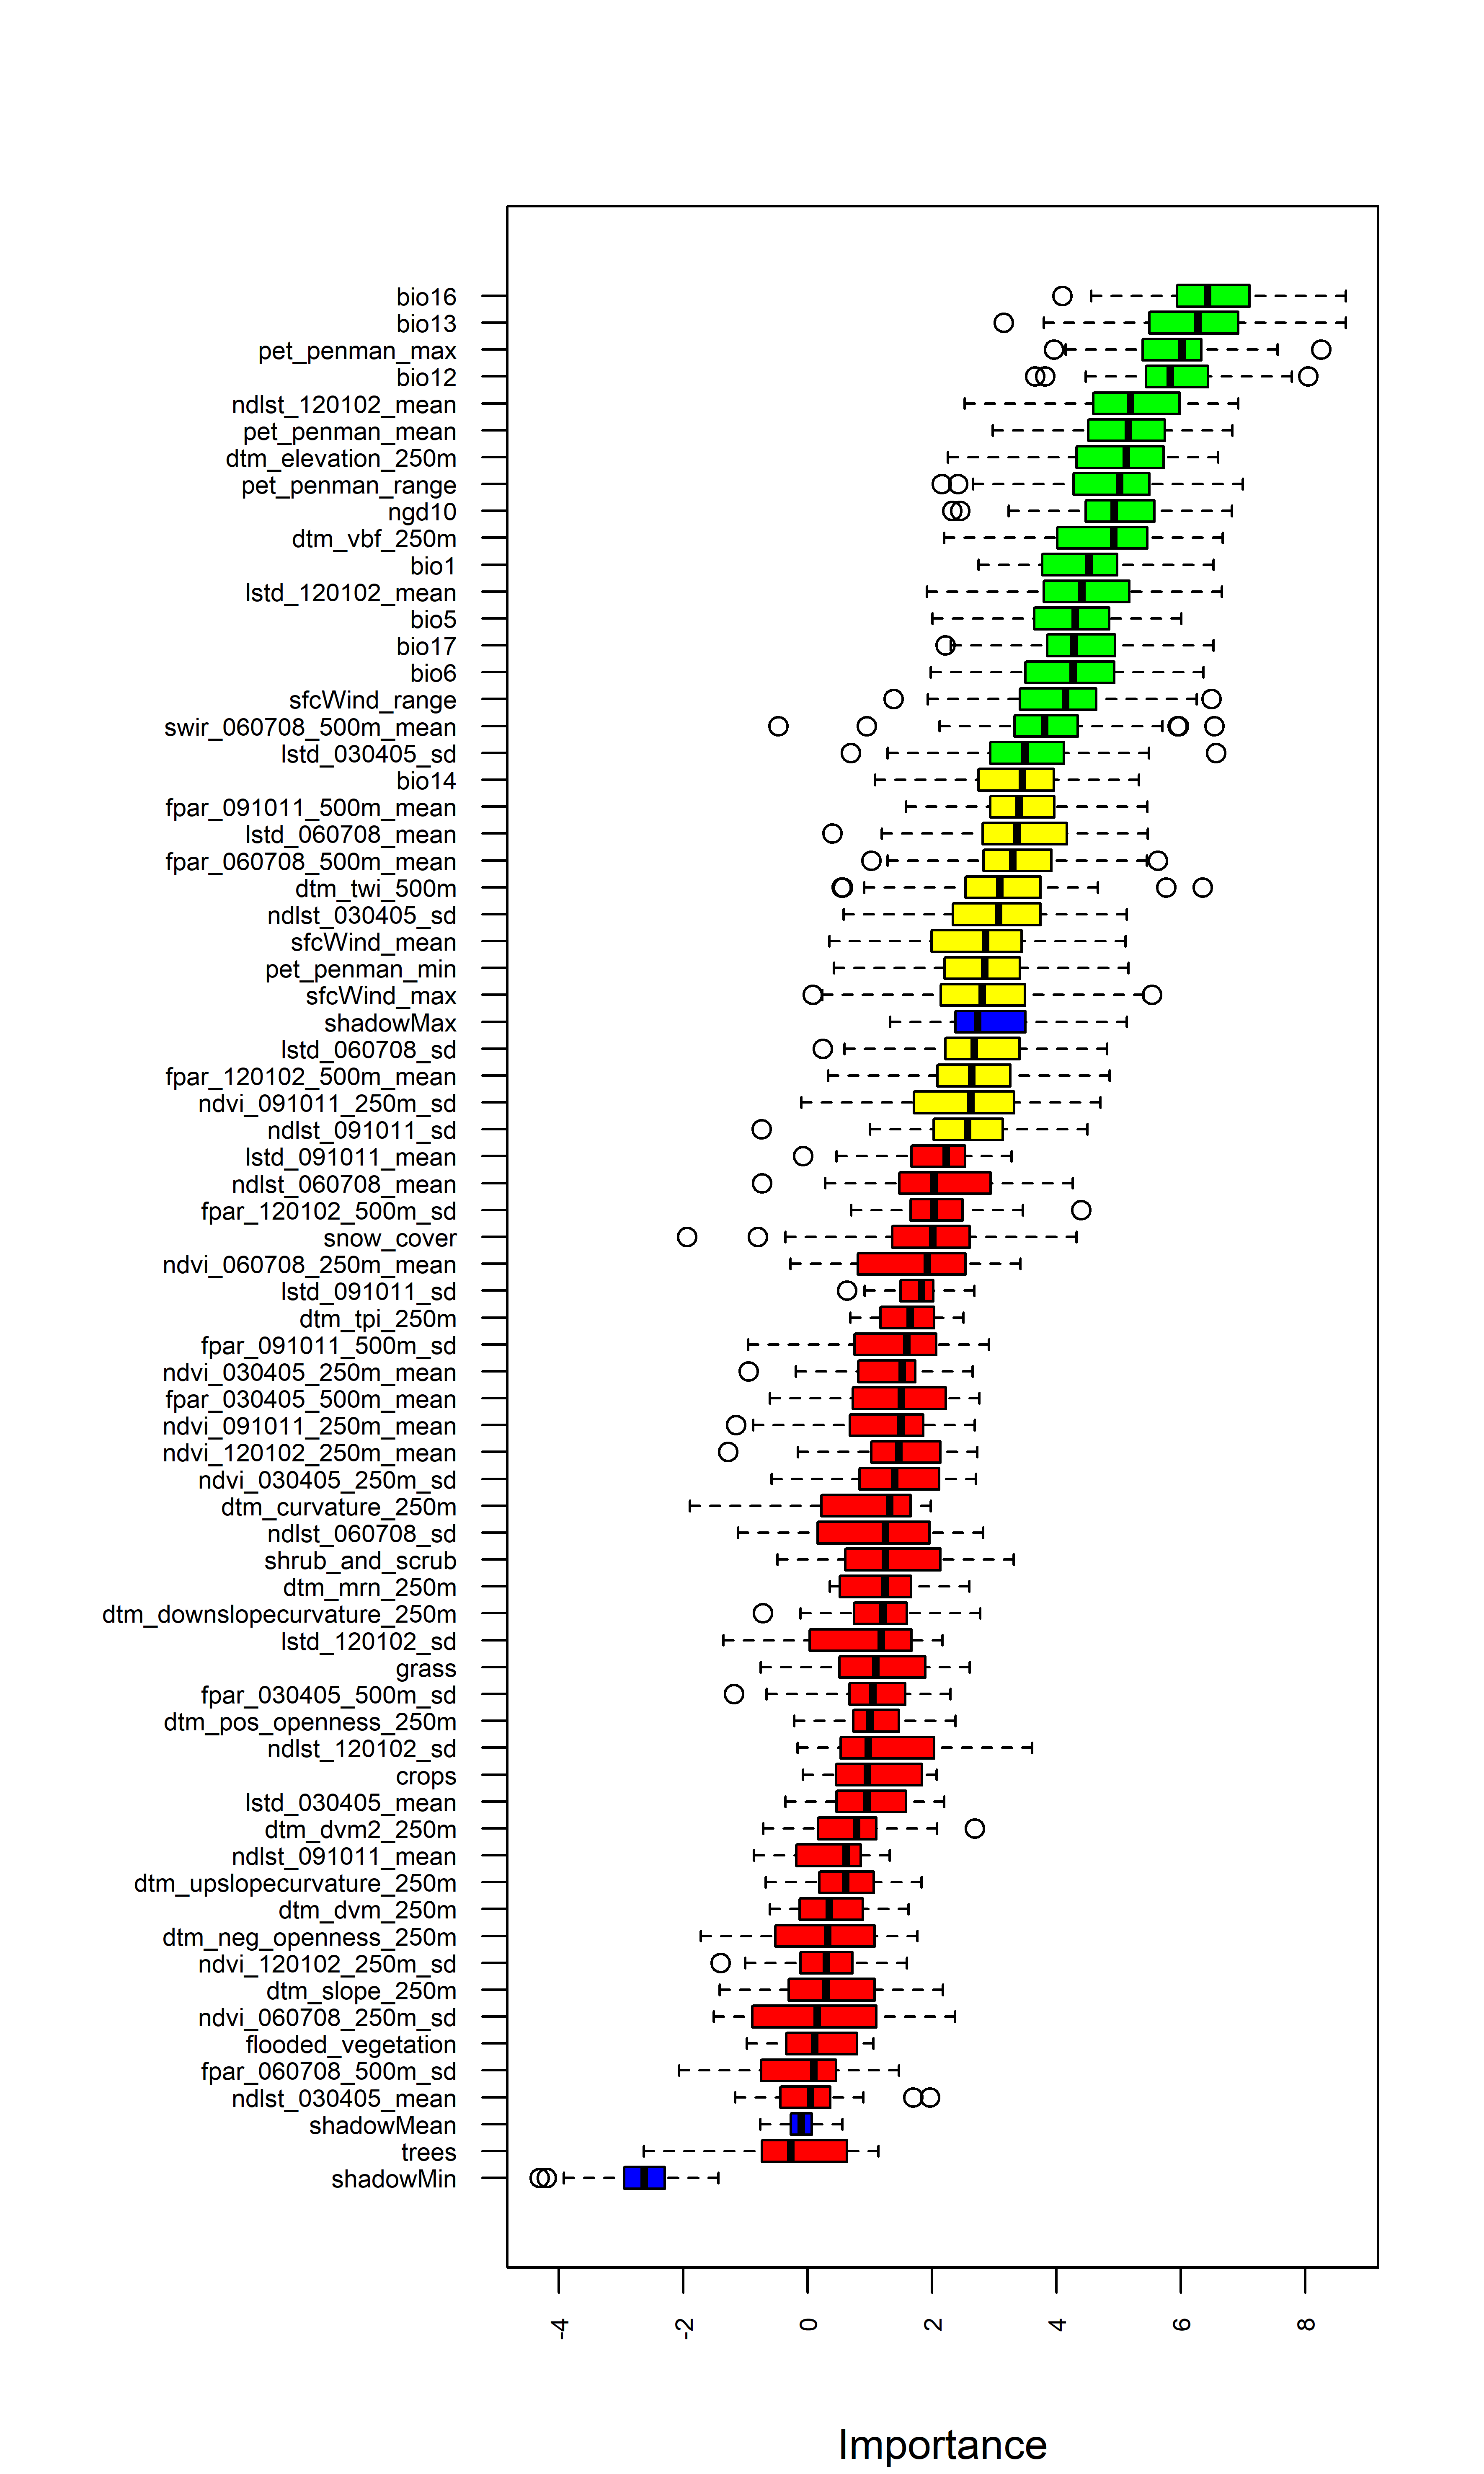 bio16
bio13
pet_penman_max
bio12
ndlst_120102_mean
pet_penman_mean
dtm_elevation_250m
pet_penman_range
ngd10
dtm_vbf_250m
bio1
lstd_120102_mean
bio5
bio17
bio6
sfcWind_range
swir_060708_500m_mean
lstd_030405_sd
bio14
fpar_091011_500m_mean
lstd_060708_mean
fpar_060708_500m_mean
dtm_twi_500m
ndlst_030405_sd
sfcWind_mean
pet_penman_min
sfcWind_max
shadowMax
lstd_060708_sd
fpar_120102_500m_mean
ndvi_091011_250m_sd
ndlst_091011_sd
lstd_091011_mean
ndlst_060708_mean
fpar_120102_500m_sd
snow_cover
ndvi_060708_250m_mean
lstd_091011_sd
dtm_tpi_250m
fpar_091011_500m_sd
ndvi_030405_250m_mean
fpar_030405_500m_mean
ndvi_091011_250m_mean
ndvi_120102_250m_mean
ndvi_030405_250m_sd
dtm_curvature_250m
ndlst_060708_sd
shrub_and_scrub
dtm_mrn_250m
dtm_downslopecurvature_250m
lstd_120102_sd
grass
fpar_030405_500m_sd
dtm_pos_openness_250m
ndlst_120102_sd
crops
lstd_030405_mean
dtm_dvm2_250m
ndlst_091011_mean
dtm_upslopecurvature_250m
dtm_dvm_250m
dtm_neg_openness_250m
ndvi_120102_250m_sd
dtm_slope_250m
ndvi_060708_250m_sd
flooded_vegetation
fpar_060708_500m_sd
ndlst_030405_mean
shadowMean
trees
shadowMin
-4 -2 0 2 4 6 8
Importance